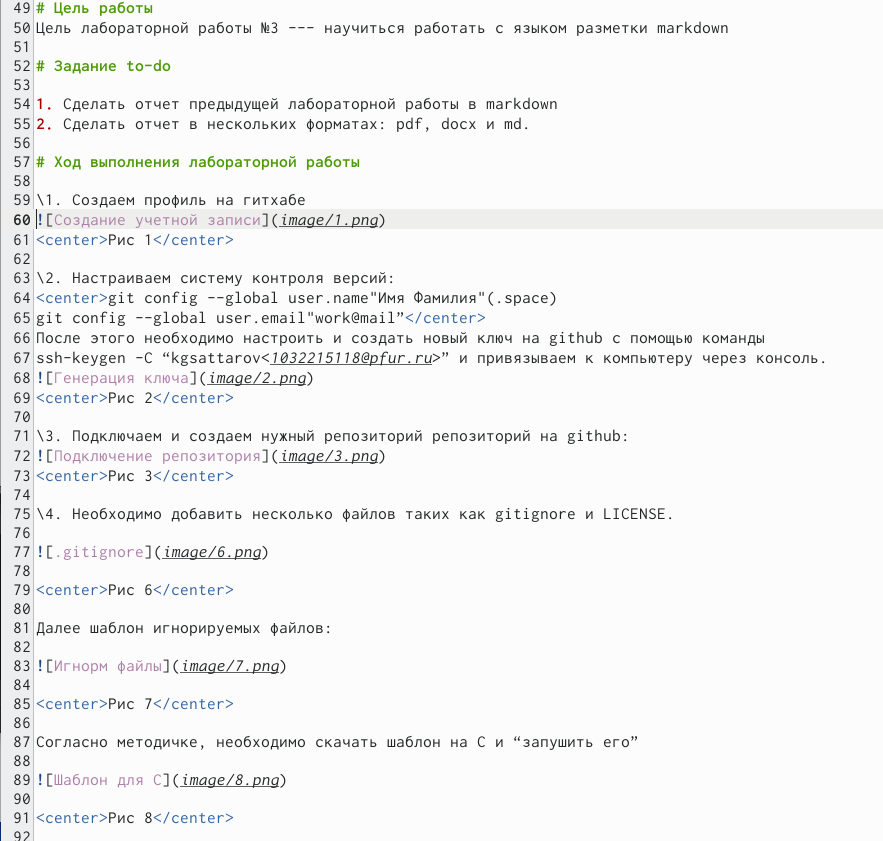 49 # Цель работы
50 Цель лабораторной работы №3 --- научиться работать с языком разметки markdown
51
52 # Задание to-do
53
54 1. Сделать отчет предыдущей лабораторной работы в markdown
55 2. Сделать отчет в нескольких форматах: pdf, docx и md.
56
57 # Ход выполнения лабораторной работы
58
59 \1. Создаем профиль на гитхабе
60 ![Создание учетной записи](image/1.png)
61 <center>Рис 1</center>
62
63 \2. Настраиваем систему контроля версий:
64 <center>git config --global user.name"Имя Фамилия"(.space)
65 git config --global user.email"work@mail”</center>
66 После этого необходимо настроить и создать новый ключ на github с помощью команды
67 ssh-keygen -C “kgsattarov<1032215118@pfur.ru>” и привязываем к компьютеру через консоль.
68 ![Генерация ключа](image/2.png)
69 <center>Рис 2</center>
70
71 \3. Подключаем и создаем нужный репозиторий репозиторий на github:
72 ![Подключение репозитория](image/3.png)
73 <center>Рис 3</center>
74
75 \4. Необходимо добавить несколько файлов таких как gitignore и LICENSE.
76
77 ![.gitignore](image/6.png)
78
79 <center>Рис 6</center>
80
81 Далее шаблон игнорируемых файлов:
82
83 ![Игнорм файлы](image/7.png)
84
85 <center>Рис 7</center>
86
87 Согласно методичке, необходимо скачать шаблон на С и “запушить его”
88
89 ![Шаблон для С](image/8.png)
90
91 <center>Рис 8</center>
92